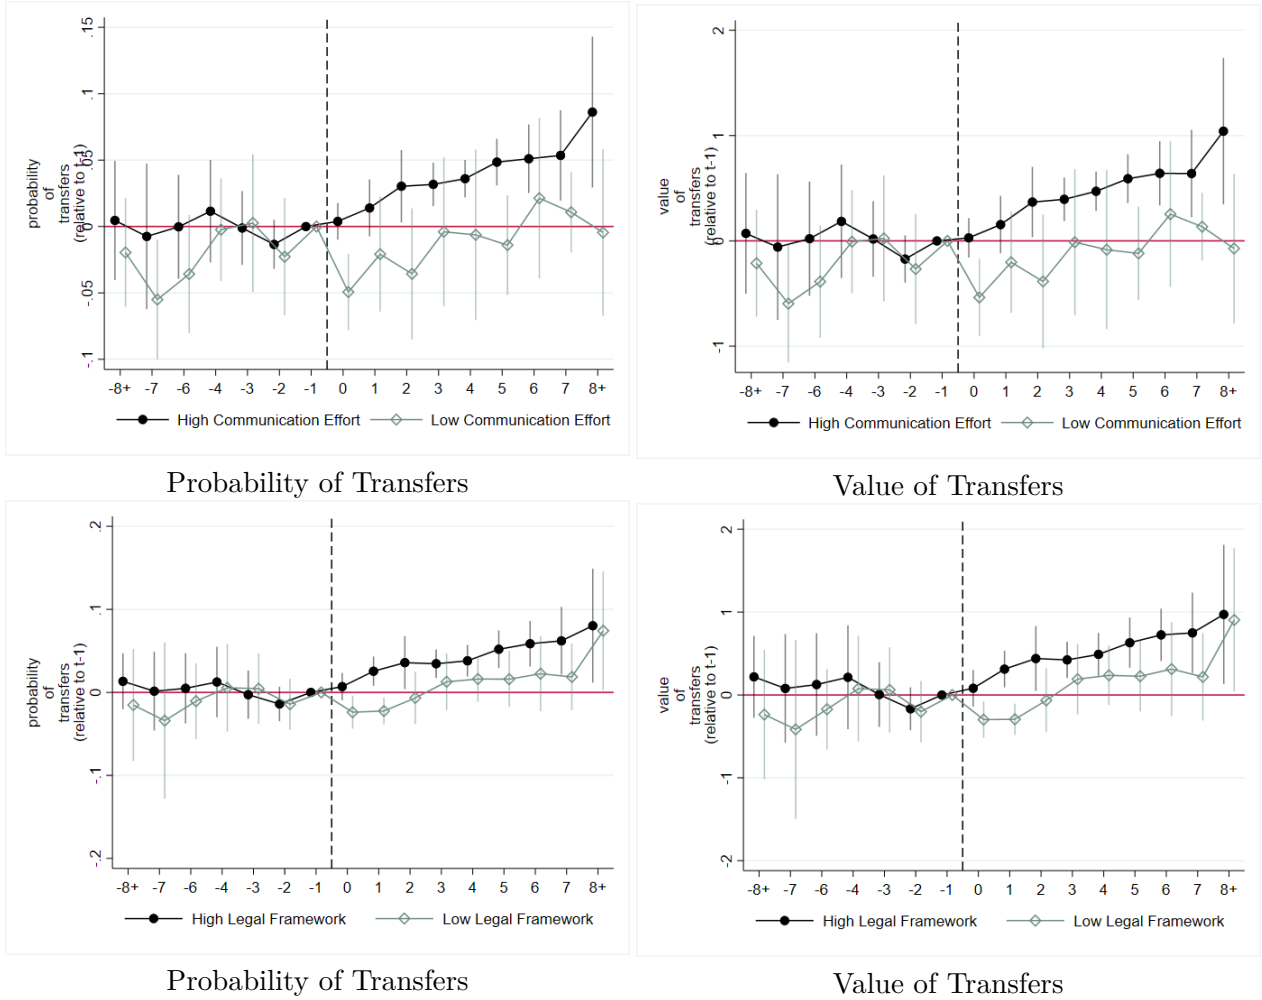 probability
of
transfers
(relative to t-1)
.15
.1
.05
0
-.05
-.1
-8+ -7 -6 -4 -3 -2 -1 0 1 2 3 4 5 6 7 8+
High Communication Effort Low Communication Effort
Probability of Transfers
value
of
transfers
(relative to t-1)
2
1
0
-1
-8+ -7 -6 -4 -3 -2 -1 0 1 2 3 4 5 6 7 8+
High Communication Effort Low Communication Effort
Value of Transfers
probability
of
transfers
(relative to t-1)
.2
.1
0
-.1
-.2
-8+ -7 -6 -4 -3 -2 -1 0 1 2 3 4 5 6 7 8+
High Legal Framework Low Legal Framework
Probability of Transfers
value
of
transfers
(relative to t-1)
2
1
0
-1
-2
-8+ -7 -6 -4 -3 -2 -1 0 1 2 3 4 5 6 7 8+
High Legal Framework Low Legal Framework
Value of Transfers